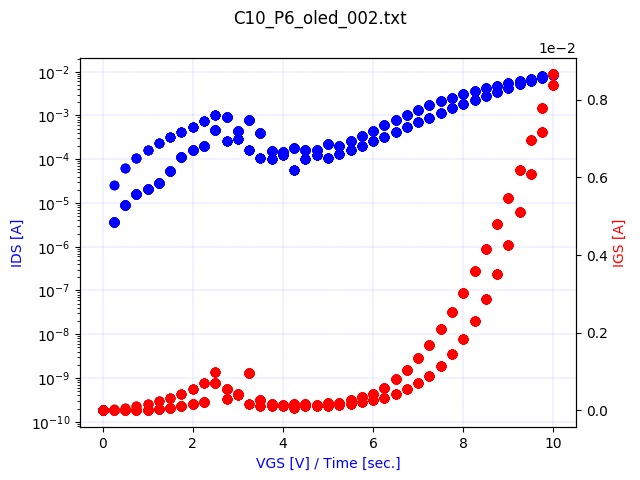 C10_P6_oled_002.txt
1e−2
10⁻²
10⁻³
10⁻⁴
10⁻⁵
10⁻⁶
10⁻⁷
10⁻⁸
10⁻⁹
10⁻¹⁰
IDS [A]
0.8
0.6
0.4
0.2
0.0
IGS [A]
0 2 4 6 8 10
VGS [V] / Time [sec.]